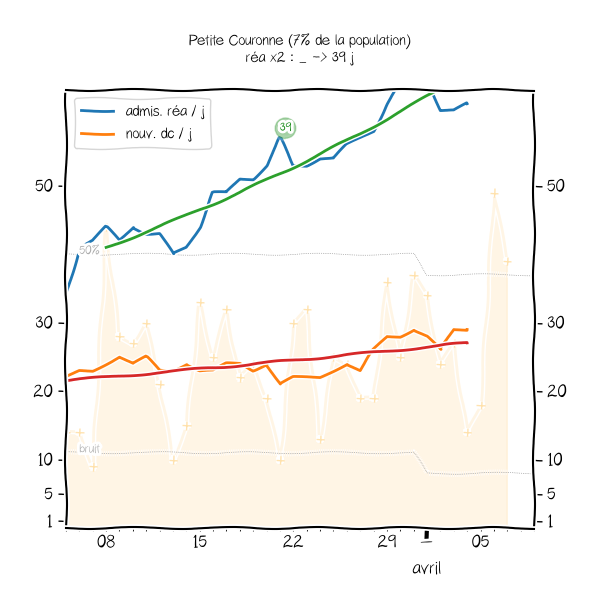 Petite Couronne (7% de la population)
réa x2 : _ -> 39 j
admis. réa / j
nouv. dc / j
39
50 50
50%
30 30
20 20
bruit
10 10
5 5
1 1
08 15 22 29 1 05
avril